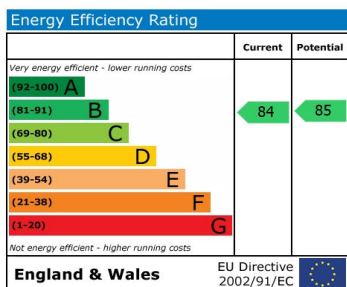 Energy Efficiency Rating
Current Potential
Very energy efficient - lower running costs
(92-100) A
(81-91) B
84 85
(69-80) C
(55-68) D
(39-54) E
(21-38) F
(1-20) G
Not energy efficient - higher running costs
England & Wales
EU Directive
2002/91/EC